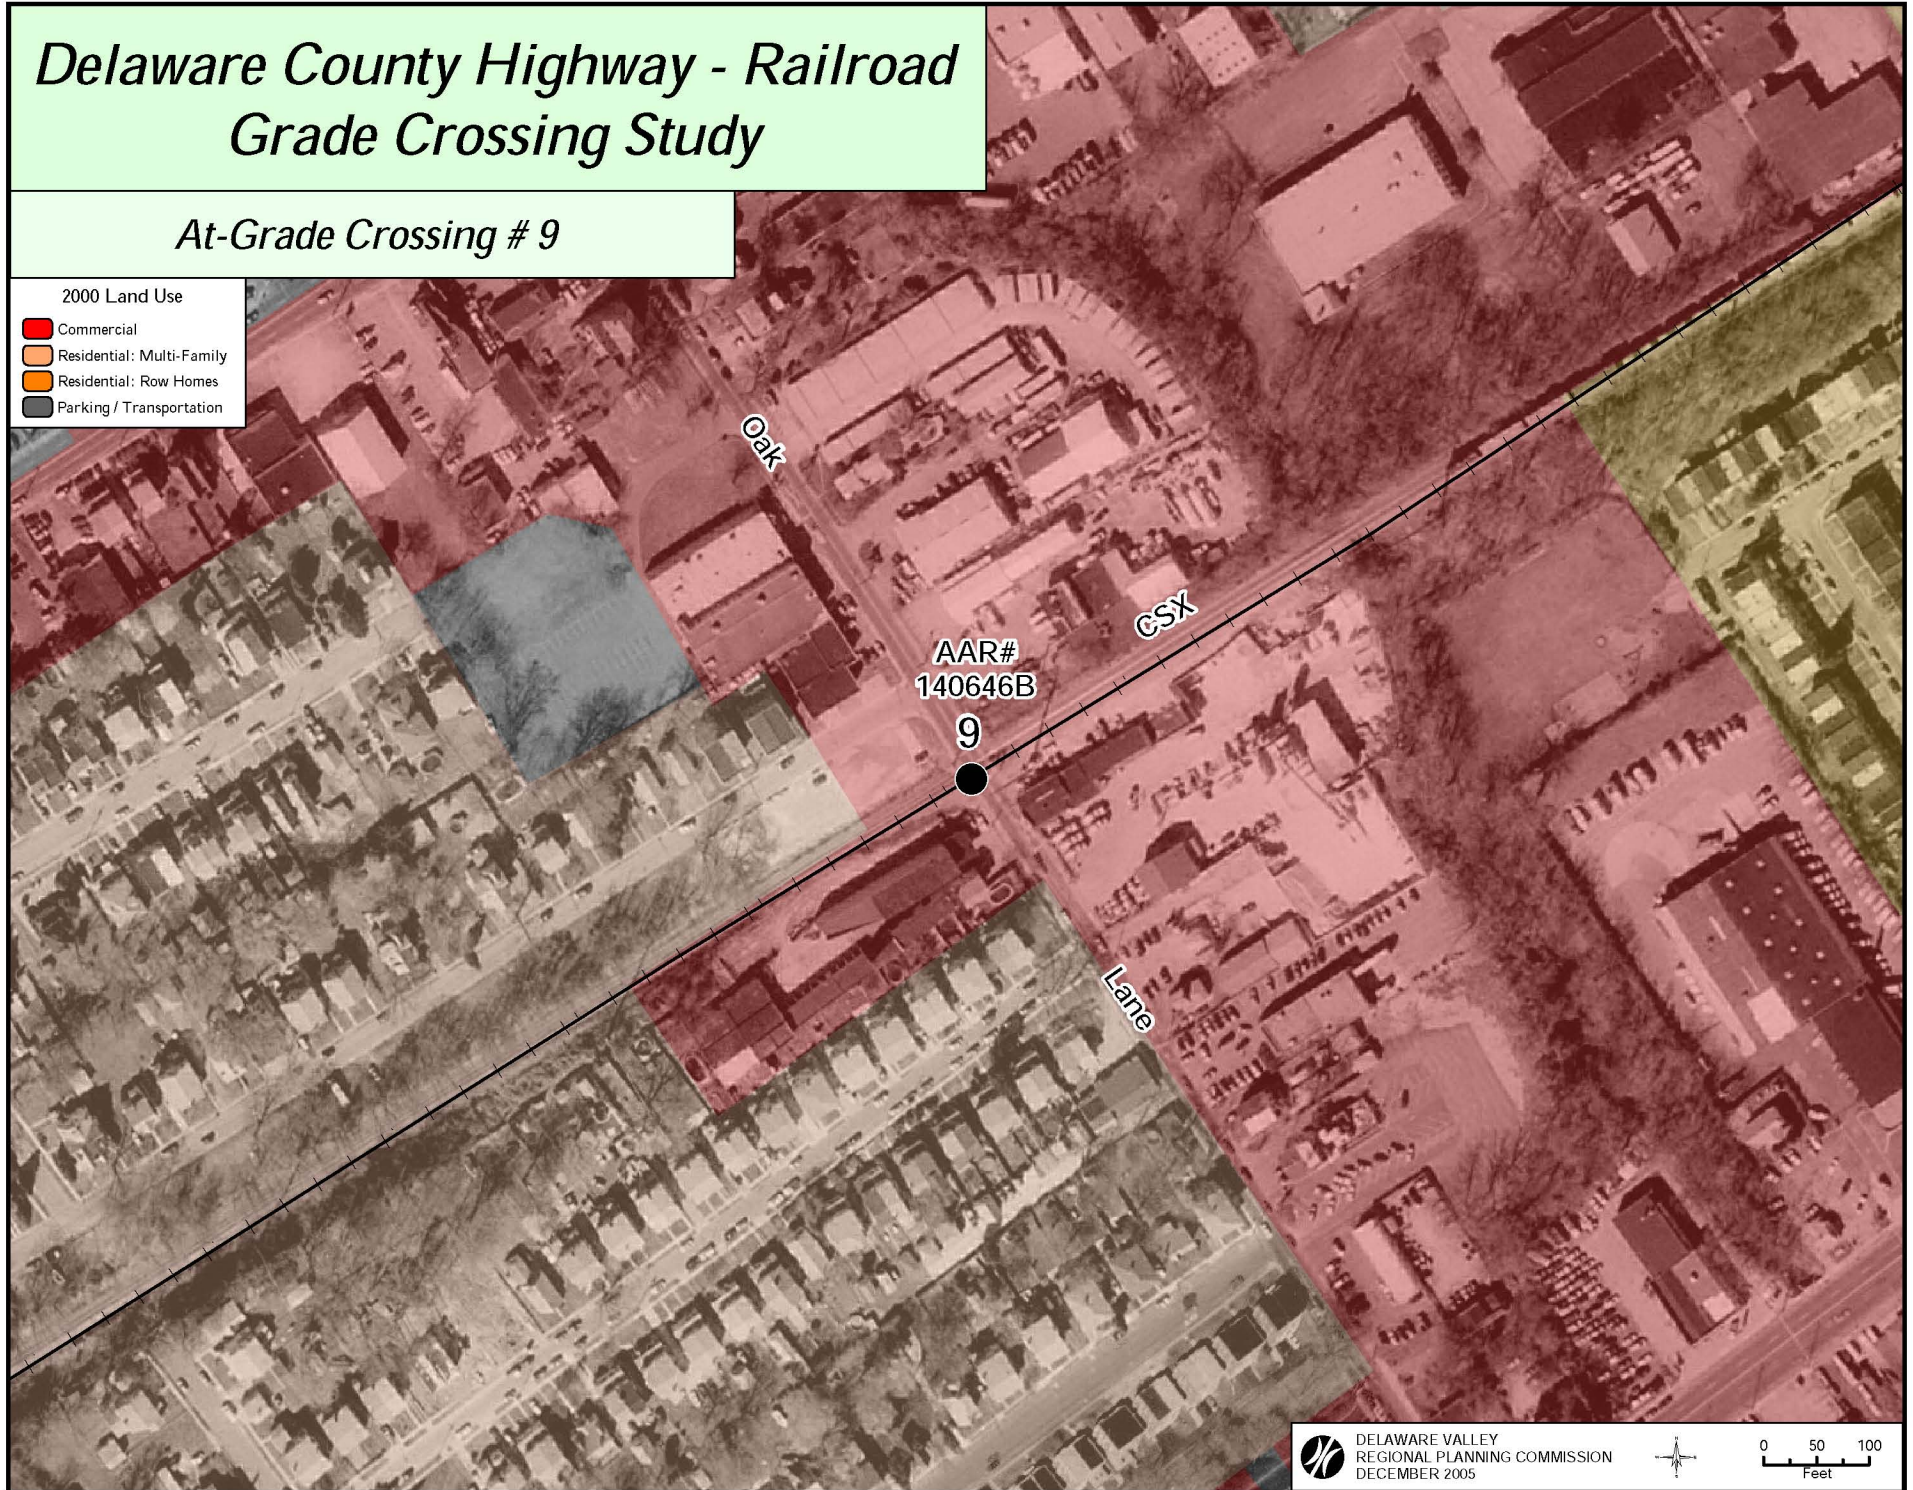 Delaware County Highway - Railroad
Grade Crossing Study
At-Grade Crossing # 9
2000 Land Use
Commercial
Residential: Multi-Family
Residential: Row Homes
Parking / Transportation
Oak
CSX
AAR#
140646B
9
Lane
DELAWARE VALLEY
REGIONAL PLANNING COMMISSION
DECEMBER 2005
0 50 100
Feet